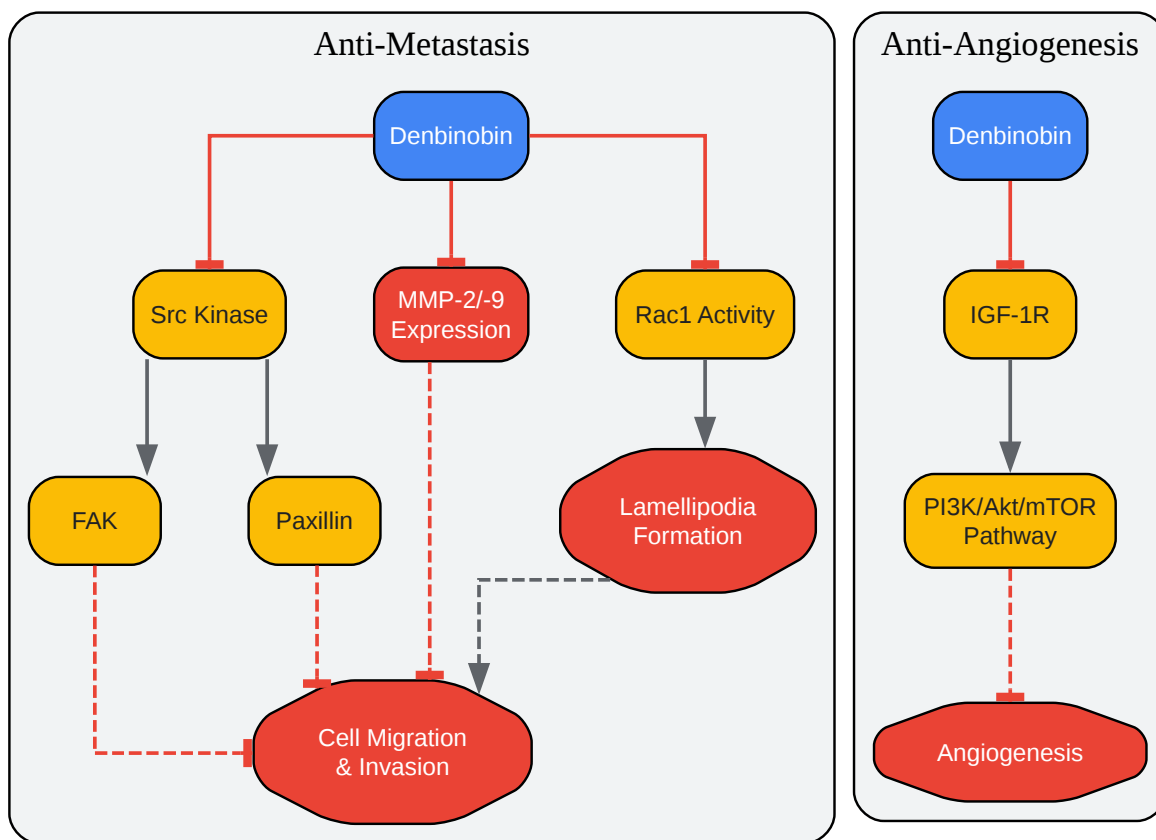 Anti-Metastasis
Denbinobin
Src Kinase
MMP-2/-9
Expression
Rac1 Activity
FAK
Paxillin
Lamellipodia
Formation
Cell Migration
& Invasion
Anti-Angiogenesis
Denbinobin
IGF-1R
PI3K/Akt/mTOR
Pathway
Angiogenesis